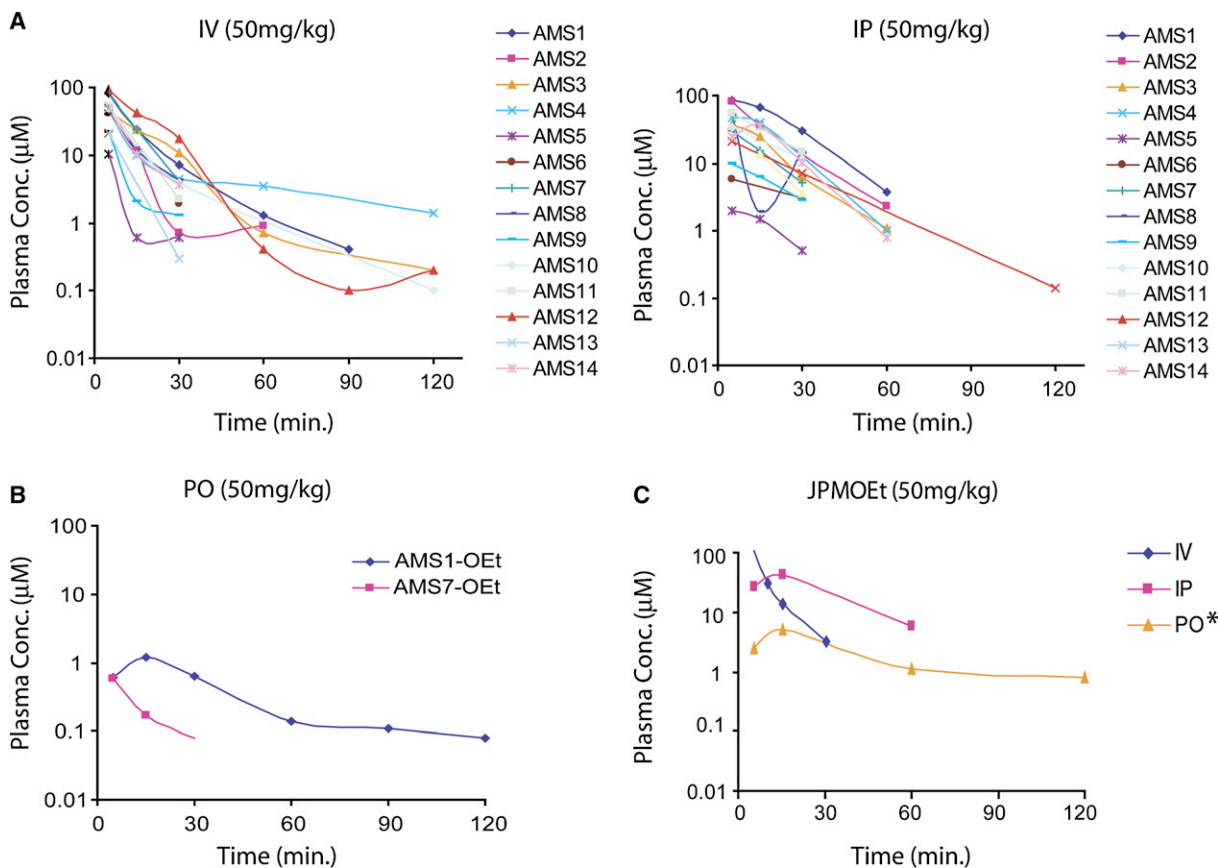 A
IV (50mg/kg)
Plasma Conc. (µM)
100
10
1
0.1
0.01
0
30
60
90
120
Time (min.)
AMS1
AMS2
AMS3
AMS4
AMS5
AMS6
AMS7
AMS8
AMS9
AMS10
AMS11
AMS12
AMS13
AMS14
IP (50mg/kg)
Plasma Conc. (µM)
100
10
1
0.1
0.01
0
30
60
90
120
Time (min.)
AMS1
AMS2
AMS3
AMS4
AMS5
AMS6
AMS7
AMS8
AMS9
AMS10
AMS11
AMS12
AMS13
AMS14
B
PO (50mg/kg)
Plasma Conc. (µM)
100
10
1
0.1
0.01
0
30
60
90
120
Time (min.)
AMS1-OEt
AMS7-OEt
C
JPMOEt (50mg/kg)
Plasma Conc. (µM)
100
10
1
0.1
0.01
0
30
60
90
120
Time (min.)
IV
IP
PO*